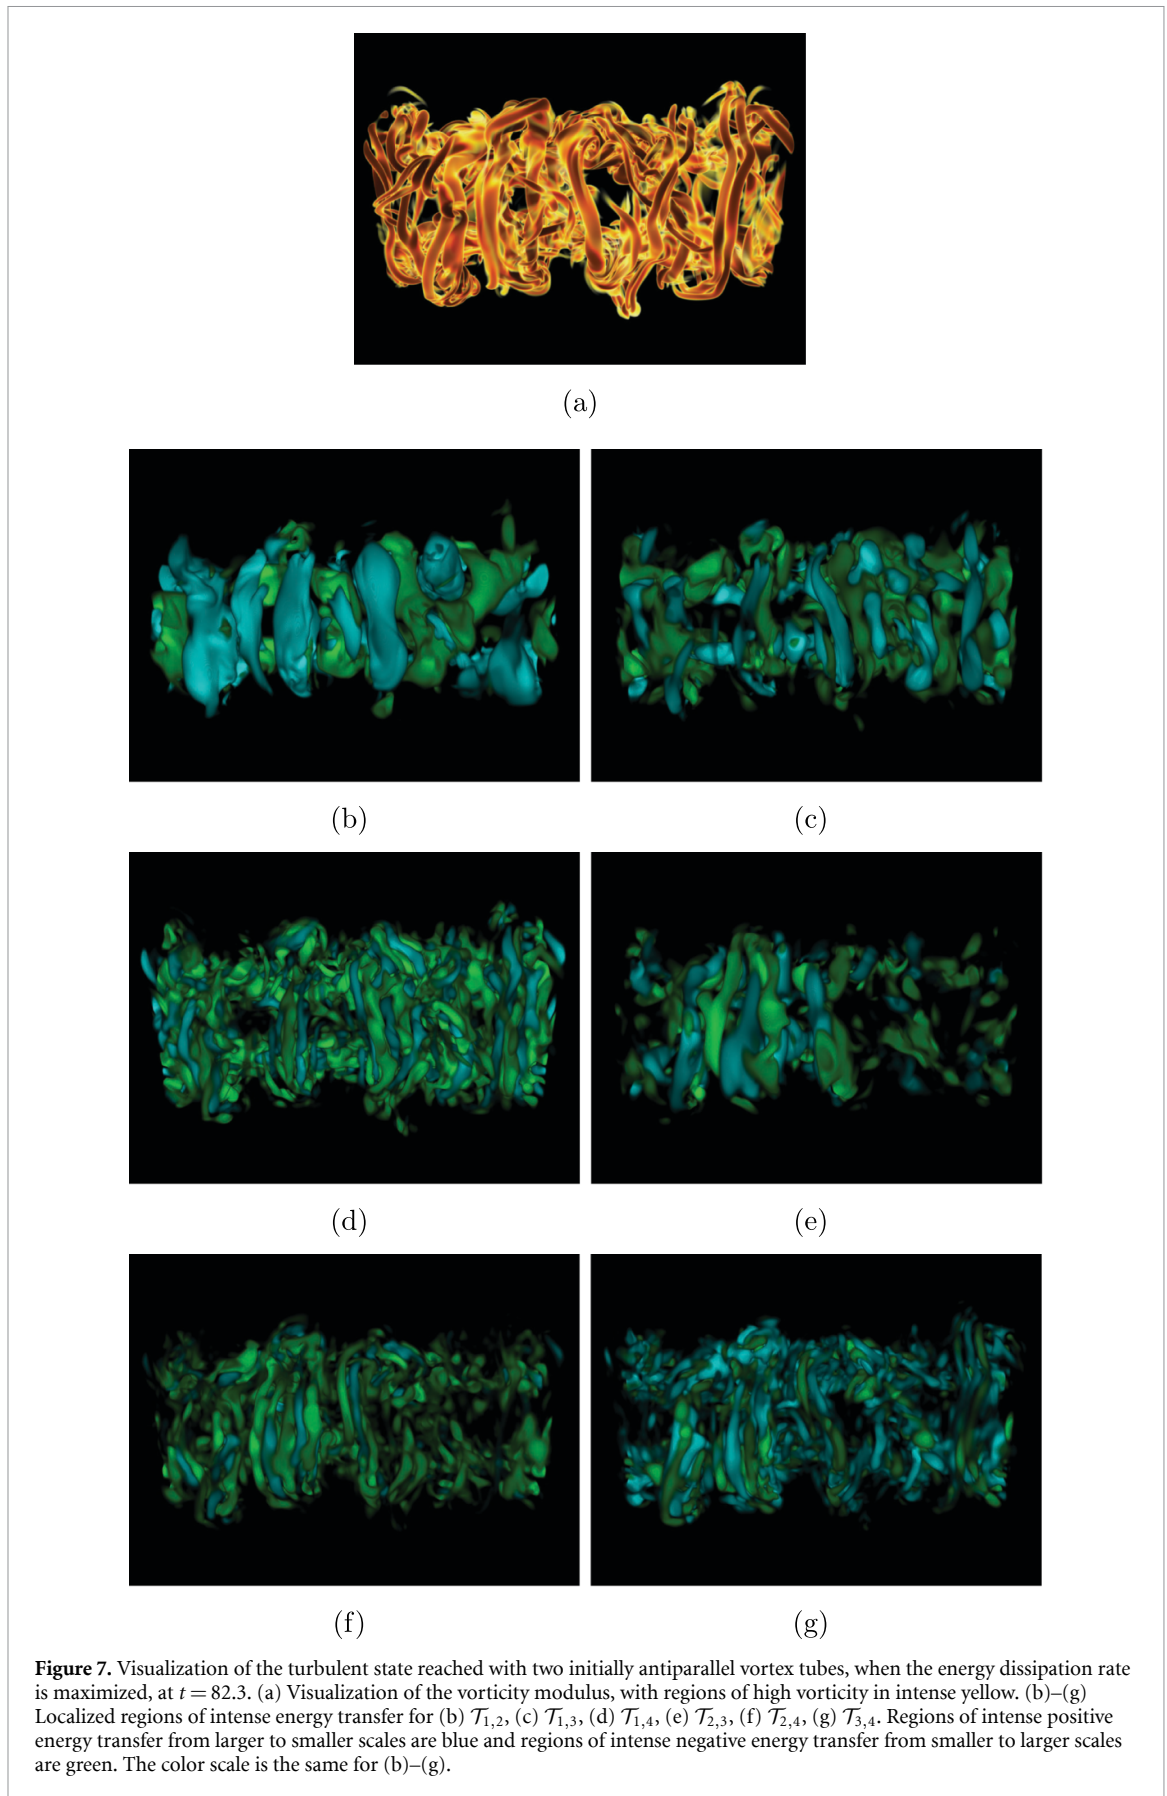 (a)
(b)
(c)
(d)
(e)
(f)
(g)
Figure 7. Visualization of the turbulent state reached with two initially antiparallel vortex tubes, when the energy dissipation rate
is maximized, at t = 82.3. (a) Visualization of the vorticity modulus, with regions of high vorticity in intense yellow. (b)–(g)
Localized regions of intense energy transfer for (b) 𝒯₁,₂, (c) 𝒯₁,₃, (d) 𝒯₁,₄, (e) 𝒯₂,₃, (f) 𝒯₂,₄, (g) 𝒯₃,₄. Regions of intense positive
energy transfer from larger to smaller scales are blue and regions of intense negative energy transfer from smaller to larger scales
are green. The color scale is the same for (b)–(g).